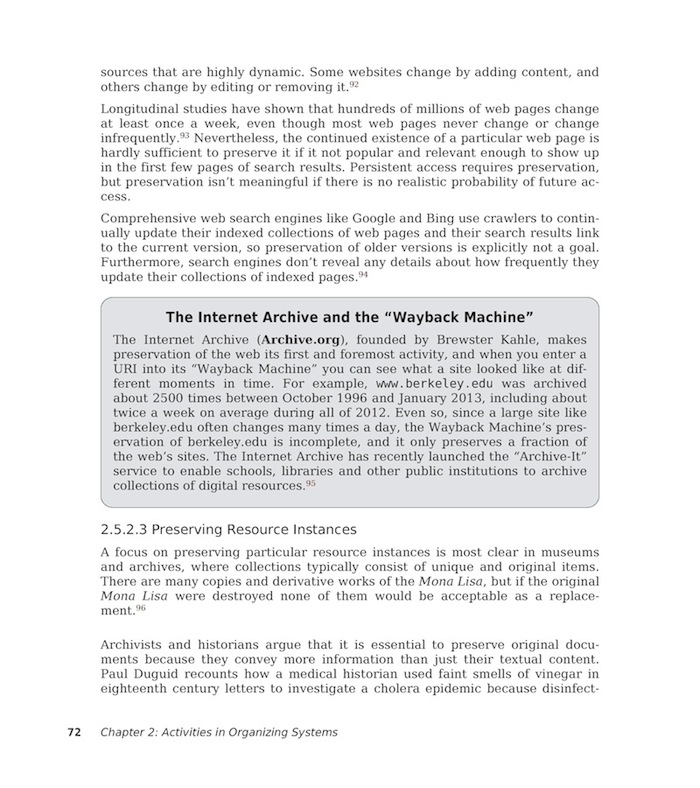 sources that are highly dynamic. Some websites change by adding content, and
others change by editing or removing it.92
Longitudinal studies have shown that hundreds of millions of web pages change
at least once a week, even though most web pages never change or change
infrequently.93 Nevertheless, the continued existence of a particular web page is
hardly sufficient to preserve it if it not popular and relevant enough to show up
in the first few pages of search results. Persistent access requires preservation,
but preservation isn’t meaningful if there is no realistic probability of future ac-
cess.
Comprehensive web search engines like Google and Bing use crawlers to contin-
ually update their indexed collections of web pages and their search results link
to the current version, so preservation of older versions is explicitly not a goal.
Furthermore, search engines don’t reveal any details about how frequently they
update their collections of indexed pages.94
The Internet Archive and the “Wayback Machine”
The Internet Archive (Archive.org), founded by Brewster Kahle, makes
preservation of the web its first and foremost activity, and when you enter a
URI into its “Wayback Machine” you can see what a site looked like at dif-
ferent moments in time. For example, www.berkeley.edu was archived
about 2500 times between October 1996 and January 2013, including about
twice a week on average during all of 2012. Even so, since a large site like
berkeley.edu often changes many times a day, the Wayback Machine’s pres-
ervation of berkeley.edu is incomplete, and it only preserves a fraction of
the web’s sites. The Internet Archive has recently launched the “Archive-It”
service to enable schools, libraries and other public institutions to archive
collections of digital resources.95
2.5.2.3 Preserving Resource Instances
A focus on preserving particular resource instances is most clear in museums
and archives, where collections typically consist of unique and original items.
There are many copies and derivative works of the Mona Lisa, but if the original
Mona Lisa were destroyed none of them would be acceptable as a replace-
ment.96
Archivists and historians argue that it is essential to preserve original docu-
ments because they convey more information than just their textual content.
Paul Duguid recounts how a medical historian used faint smells of vinegar in
eighteenth century letters to investigate a cholera epidemic because disinfect-
72 Chapter 2: Activities in Organizing Systems